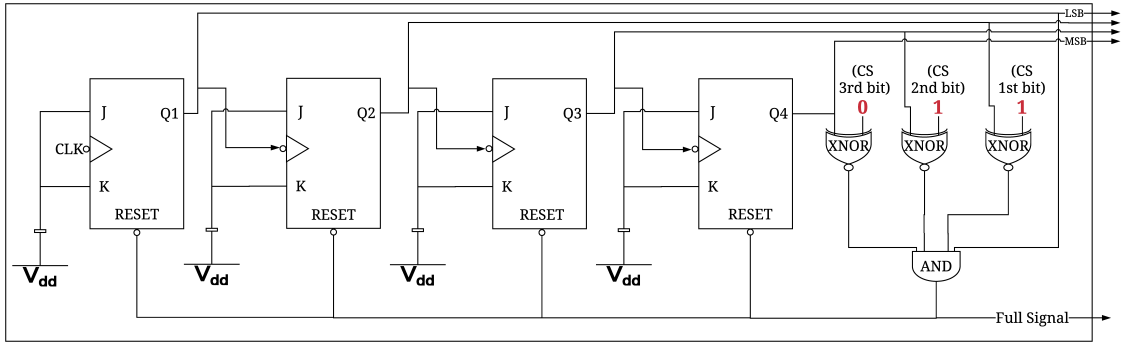 LSB
MSB
(CS
3rd bit)
0
(CS
2nd bit)
1
(CS
1st bit)
1
J
Q1
CLK
K
RESET
Vdd
J
Q2
K
RESET
Vdd
J
Q3
K
RESET
Vdd
J
Q4
K
RESET
Vdd
XNOR
XNOR
XNOR
AND
Full Signal